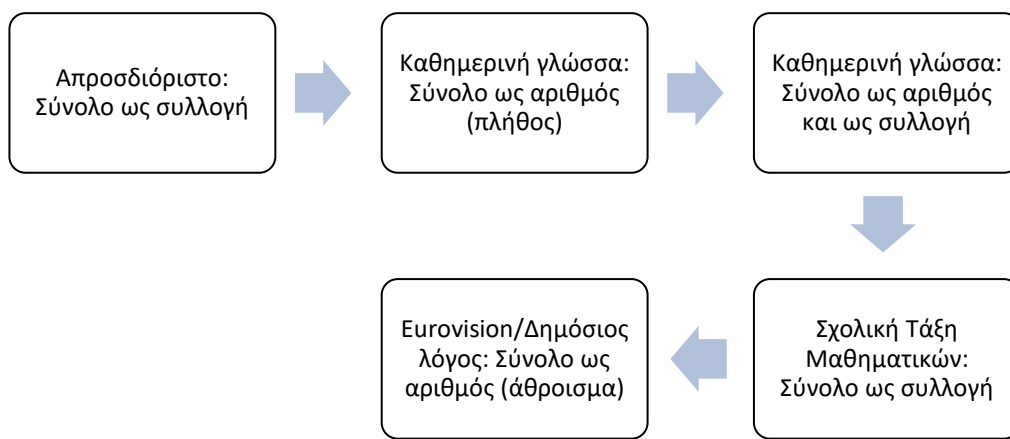 Απροσδιόριστο:
Σύνολο ως συλλογή
Καθημερινή γλώσσα:
Σύνολο ως αριθμός
(πλήθος)
Καθημερινή γλώσσα:
Σύνολο ως αριθμός
και ως συλλογή
Σχολική Τάξη
Μαθηματικών:
Σύνολο ως συλλογή
Eurovision/Δημόσιος
λόγος: Σύνολο ως
αριθμός (άθροισμα)